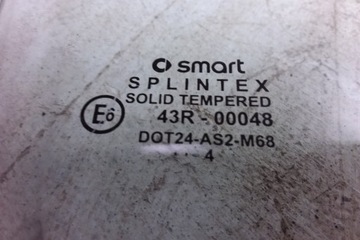 smart
SPLINTEX
SOLID TEMPERED
E6 43R - 00048
DOT24-AS2-M68
· · · 4